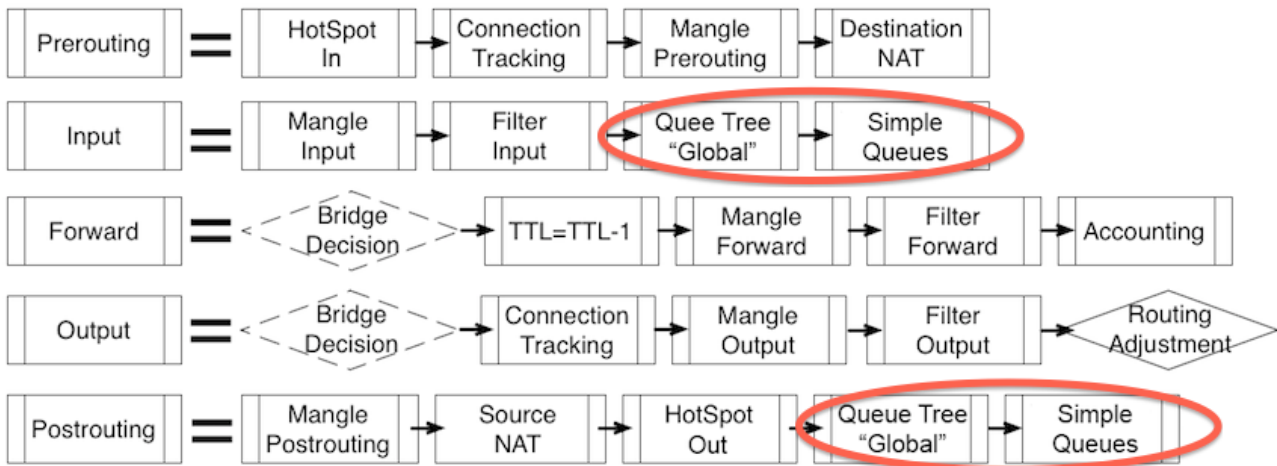 Prerouting = HotSpot In Connection Tracking Mangle Prerouting Destination NAT
Input = Mangle Input Filter Input Quee Tree “Global” Simple Queues
Forward = Bridge Decision TTL=TTL-1 Mangle Forward Filter Forward Accounting
Output = Bridge Decision Connection Tracking Mangle Output Filter Output Routing Adjustment
Postrouting = Mangle Postrouting Source NAT HotSpot Out Queue Tree “Global” Simple Queues